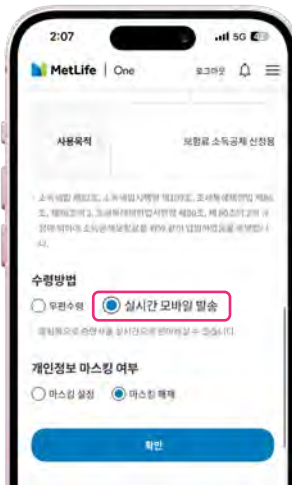 2:07
5G
MetLife | One
로그아웃
사용목적
보험료 소득공제 신청용
수령방법
우편수령
실시간 모바일 발송
개인정보 마스킹 여부
마스킹 설정
마스킹 해제
확인